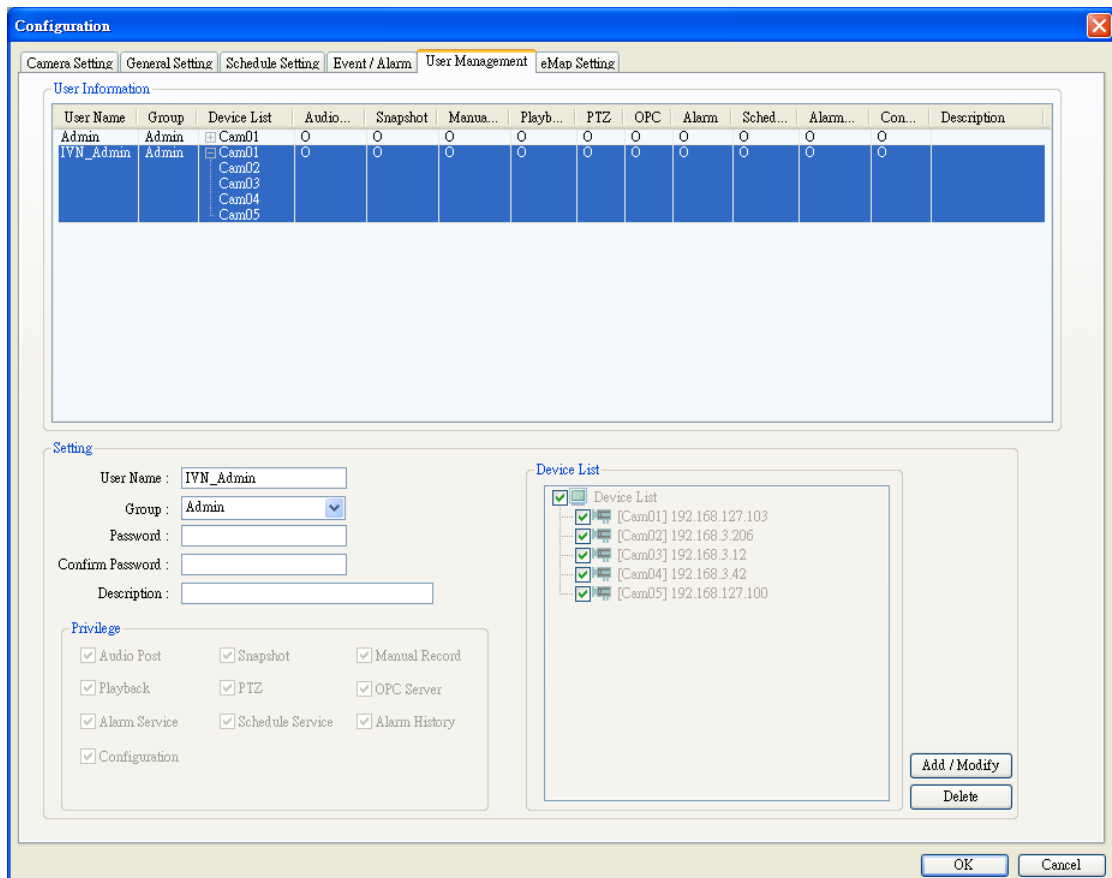 Configuration
Camera Setting General Setting Schedule Setting Event / Alarm User Management eMap Setting
User Information
User Name Group Device List Audio... Snapshot Manua... Playb... PTZ OPC Alarm Sched... Alarm... Con... Description
Admin Admin Cam01 O O O O O O O O O O
IVN_Admin Admin Cam01 O O O O O O O O O O
Cam02
Cam03
Cam04
Cam05
Setting
User Name : IVN_Admin
Group : Admin
Password :
Confirm Password :
Description :
Privilege
Audio Post Snapshot Manual Record
Playback PTZ OPC Server
Alarm Service Schedule Service Alarm History
Configuration
Device List
Device List
[Cam01] 192.168.127.103
[Cam02] 192.168.3.206
[Cam03] 192.168.3.12
[Cam04] 192.168.3.42
[Cam05] 192.168.127.100
Add / Modify
Delete
OK Cancel